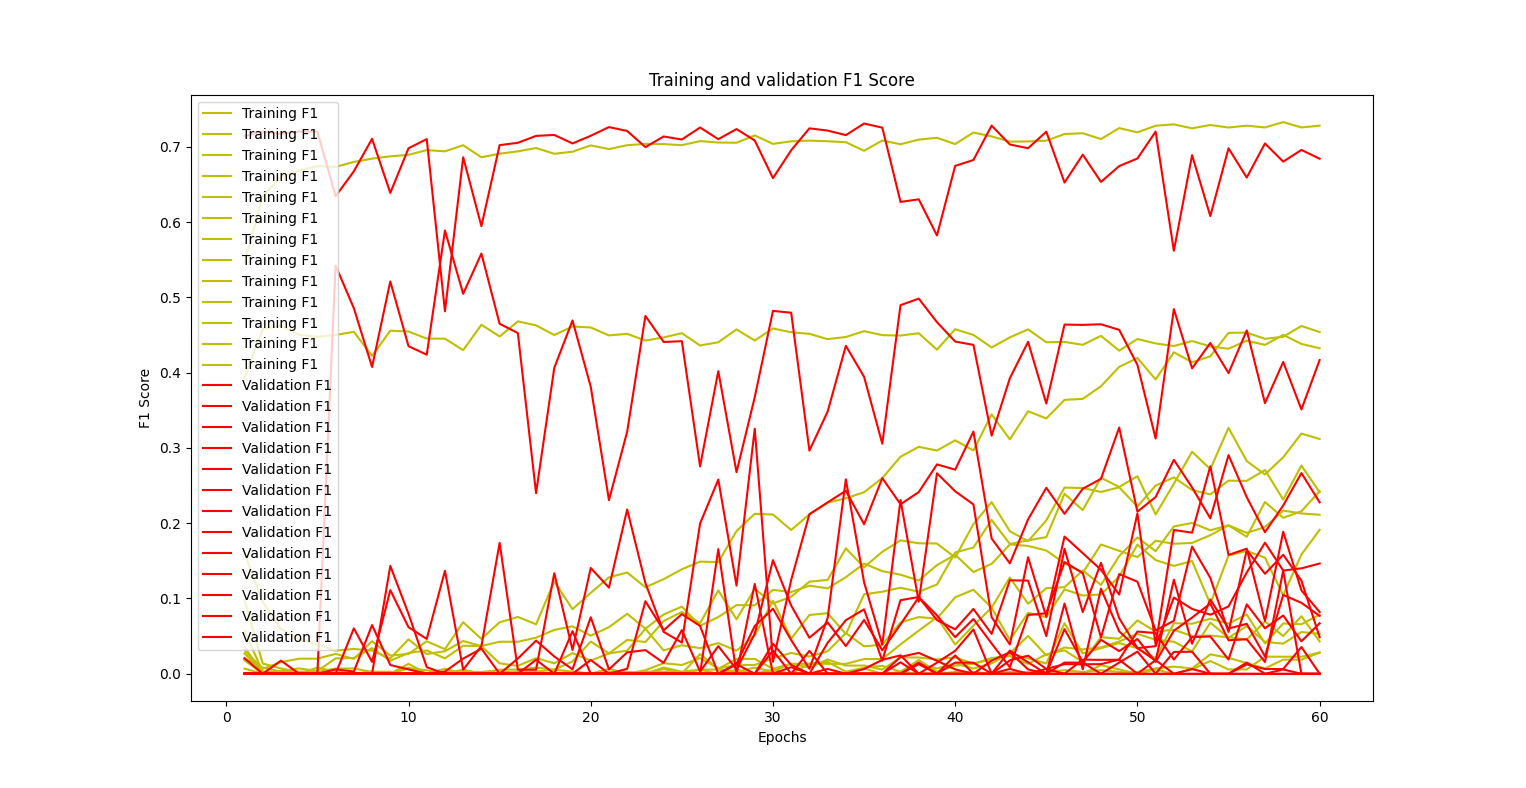 Training and validation F1 Score
Training F1
Training F1
Training F1
Training F1
Training F1
Training F1
Training F1
Training F1
Training F1
Training F1
Training F1
Training F1
Training F1
Validation F1
Validation F1
Validation F1
Validation F1
Validation F1
Validation F1
Validation F1
Validation F1
Validation F1
Validation F1
Validation F1
Validation F1
Validation F1
F1 Score
0.7
0.6
0.5
0.4
0.3
0.2
0.1
0.0
0 10 20 30 40 50 60
Epochs